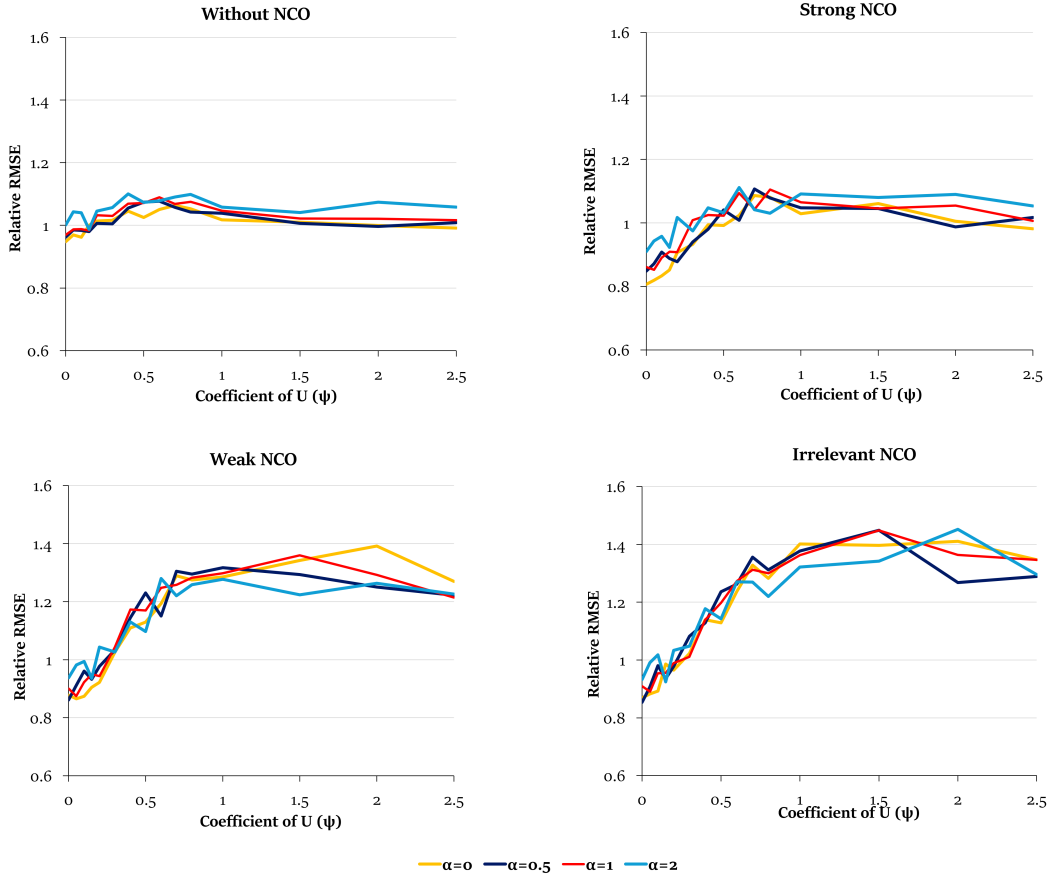 Without NCO
1.6
1.4
1.2
1
0.8
0.6
Relative RMSE
0 0.5 1 1.5 2 2.5
Coefficient of U (ψ)
Strong NCO
1.6
1.4
1.2
1
0.8
0.6
Relative RMSE
0 0.5 1 1.5 2 2.5
Coefficient of U (ψ)
Weak NCO
1.6
1.4
1.2
1
0.8
0.6
Relative RMSE
0 0.5 1 1.5 2 2.5
Coefficient of U (ψ)
Irrelevant NCO
1.6
1.4
1.2
1
0.8
0.6
Relative RMSE
0 0.5 1 1.5 2 2.5
Coefficient of U (ψ)
α=0 α=0.5 α=1 α=2